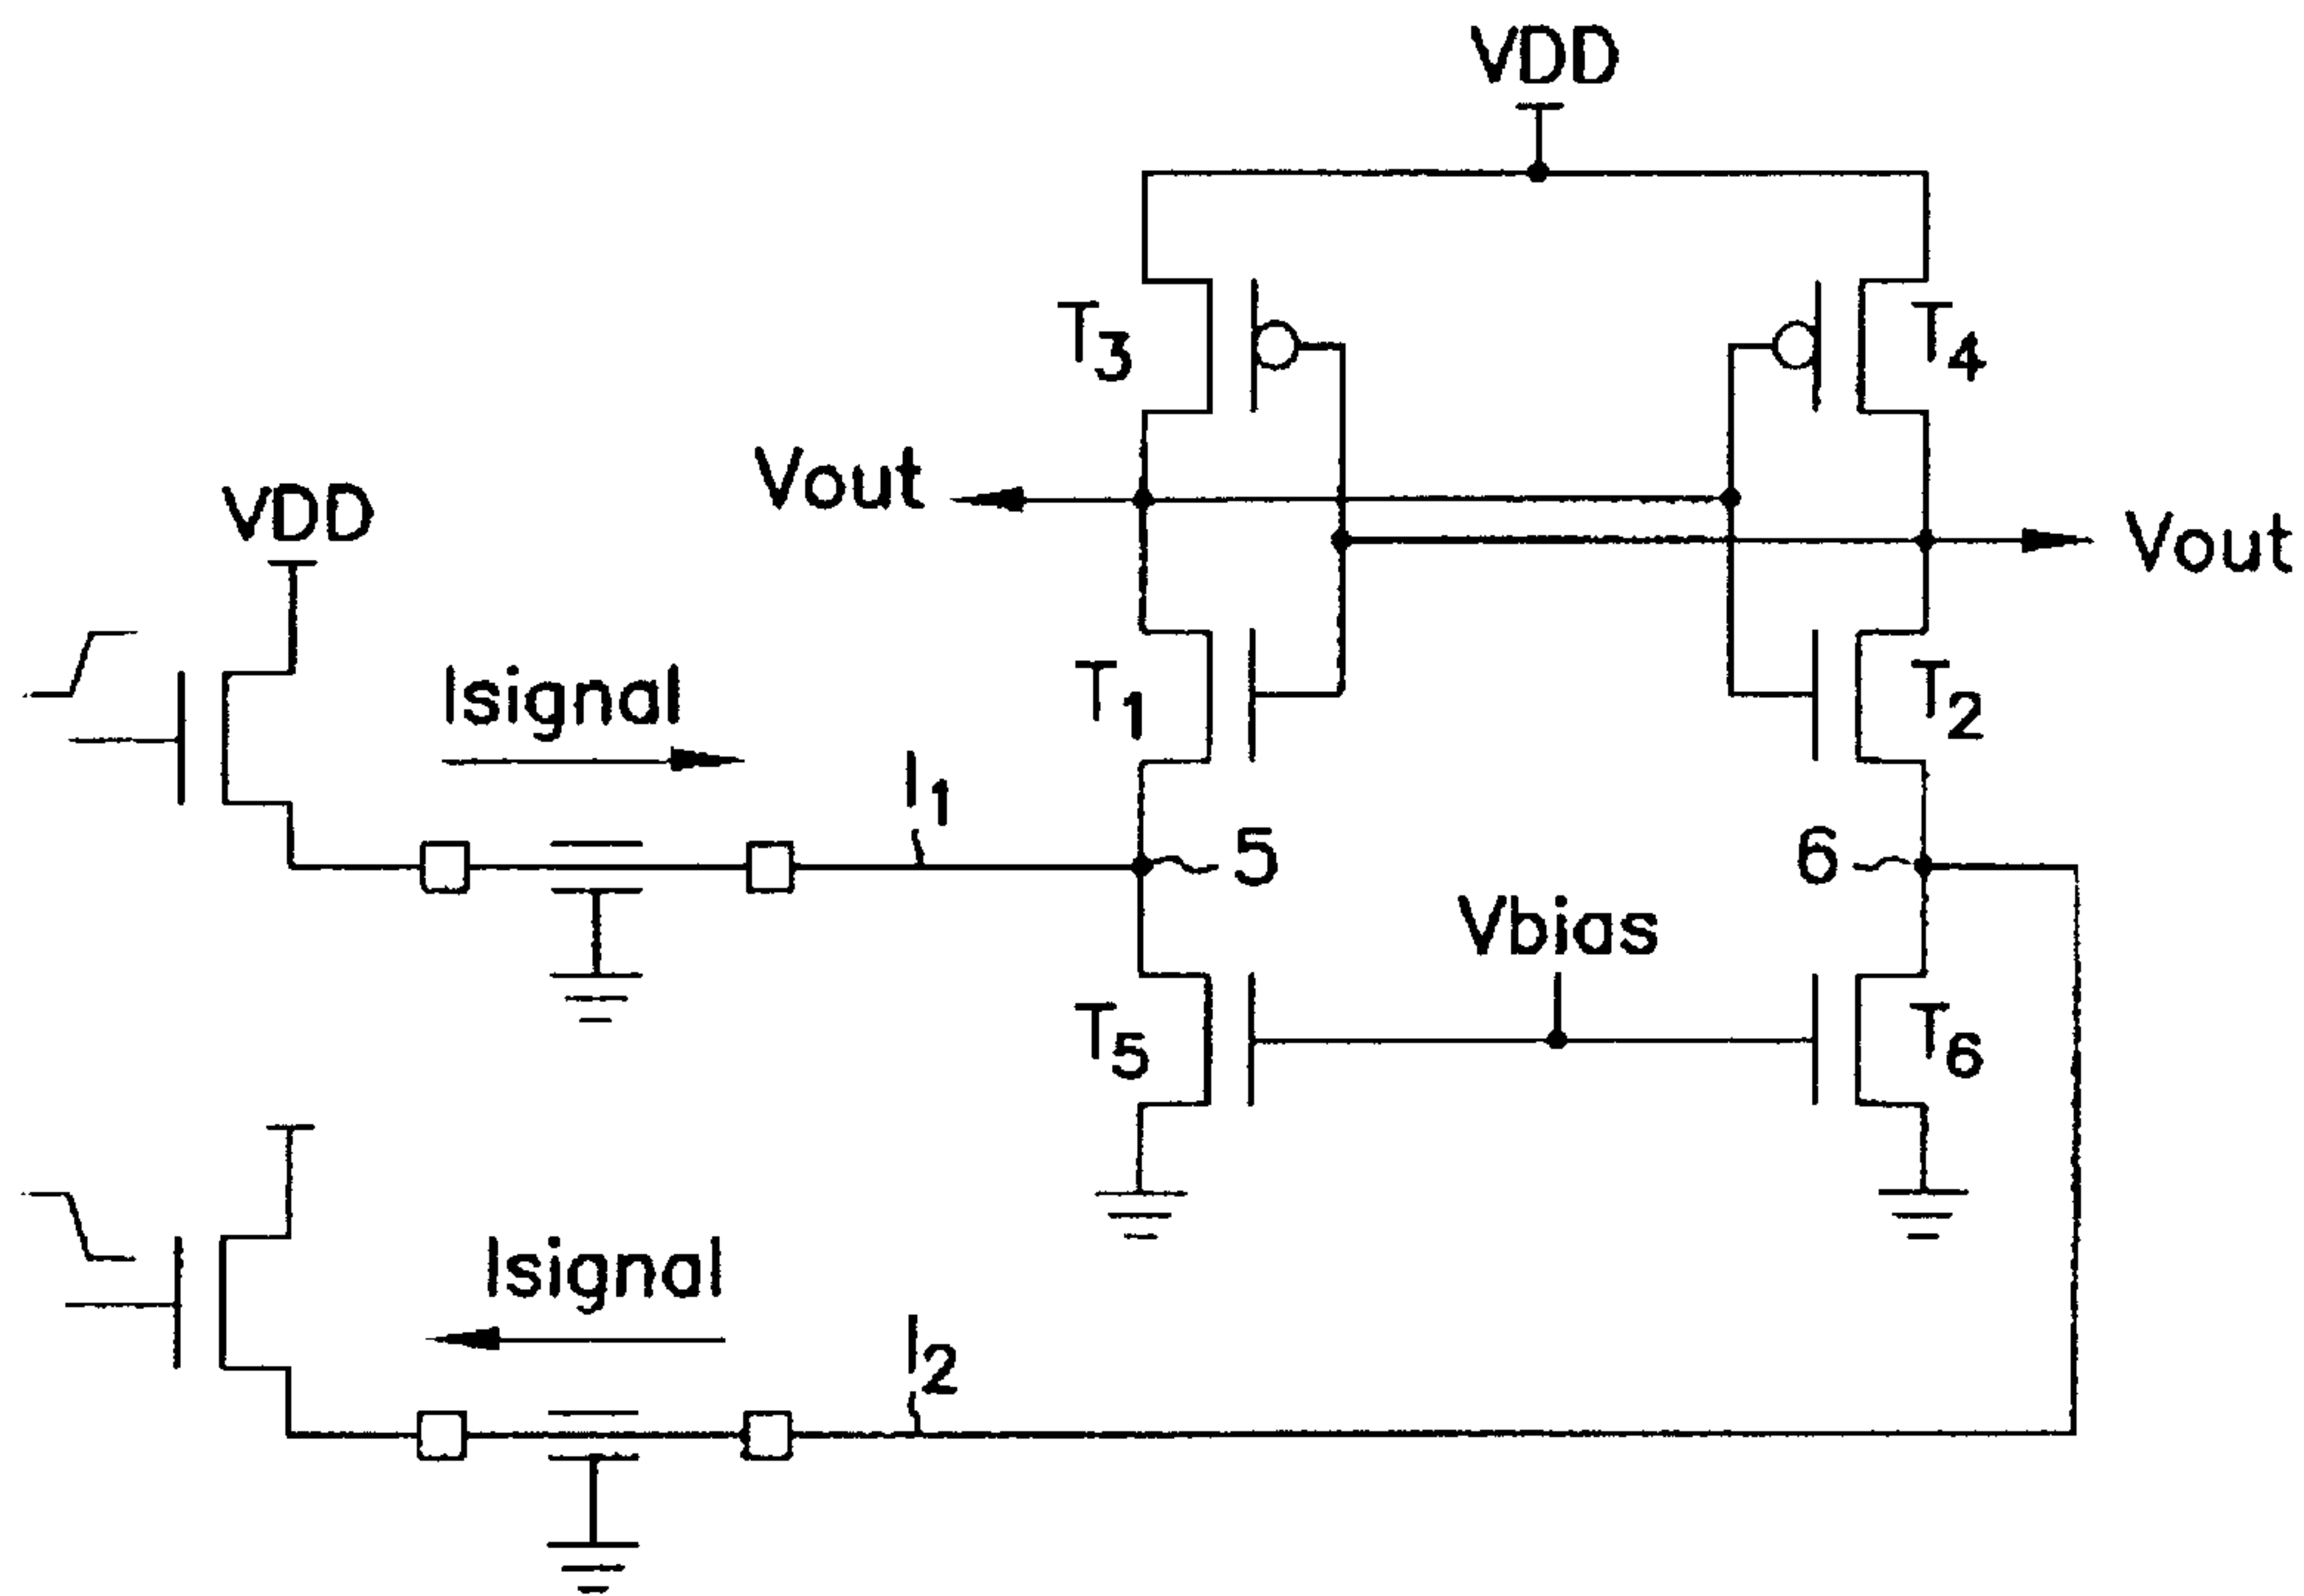 VDD
T3
T4
Vout
VDD
Vout
Isignal
T1
T2
I1
5
6
Vbias
T5
T6
Isignal
I2